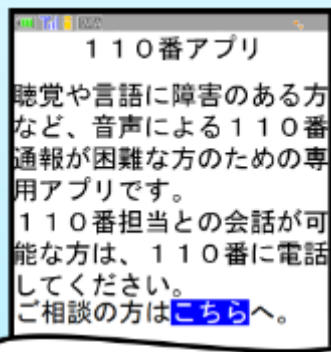 110番アプリ
聴覚や言語に障害のある方
など、音声による110番
通報が困難な方のための専
用アプリです。
110番担当との会話が可
能な方は、110番に電話
してください。
ご相談の方はこちらへ。